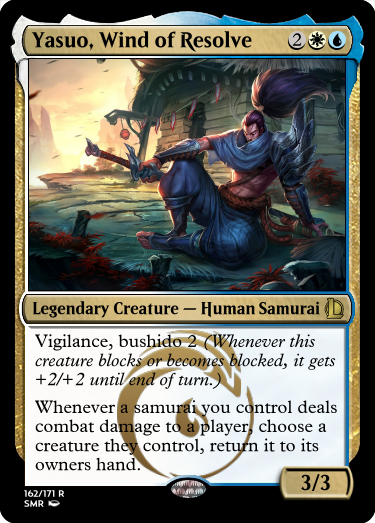 Yasuo, Wind of Resolve 2
Legendary Creature — Human Samurai
Vigilance, bushido 2 (Whenever this
creature blocks or becomes blocked, it gets
+2/+2 until end of turn.)
Whenever a samurai you control deals
combat damage to a player, choose a
creature they control, return it to its
owners hand.
3/3
162/171 R
SMR